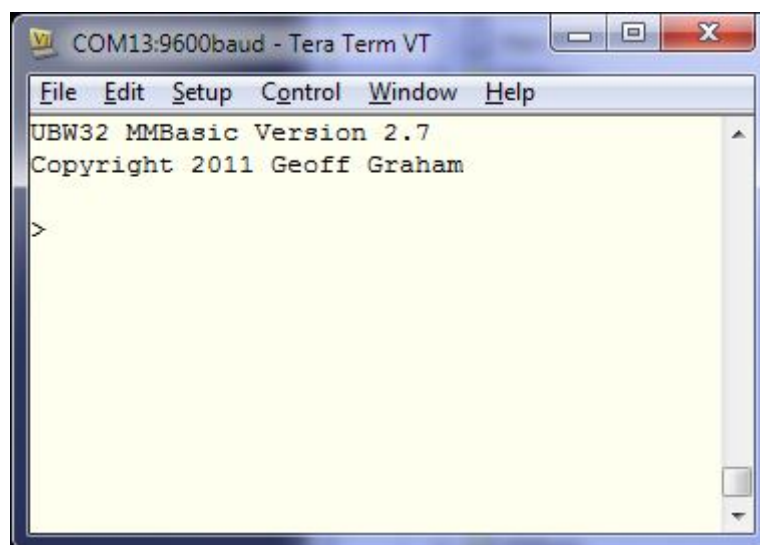 COM13:9600baud - Tera Term VT
File Edit Setup Control Window Help
UBW32 MMBasic Version 2.7
Copyright 2011 Geoff Graham
>